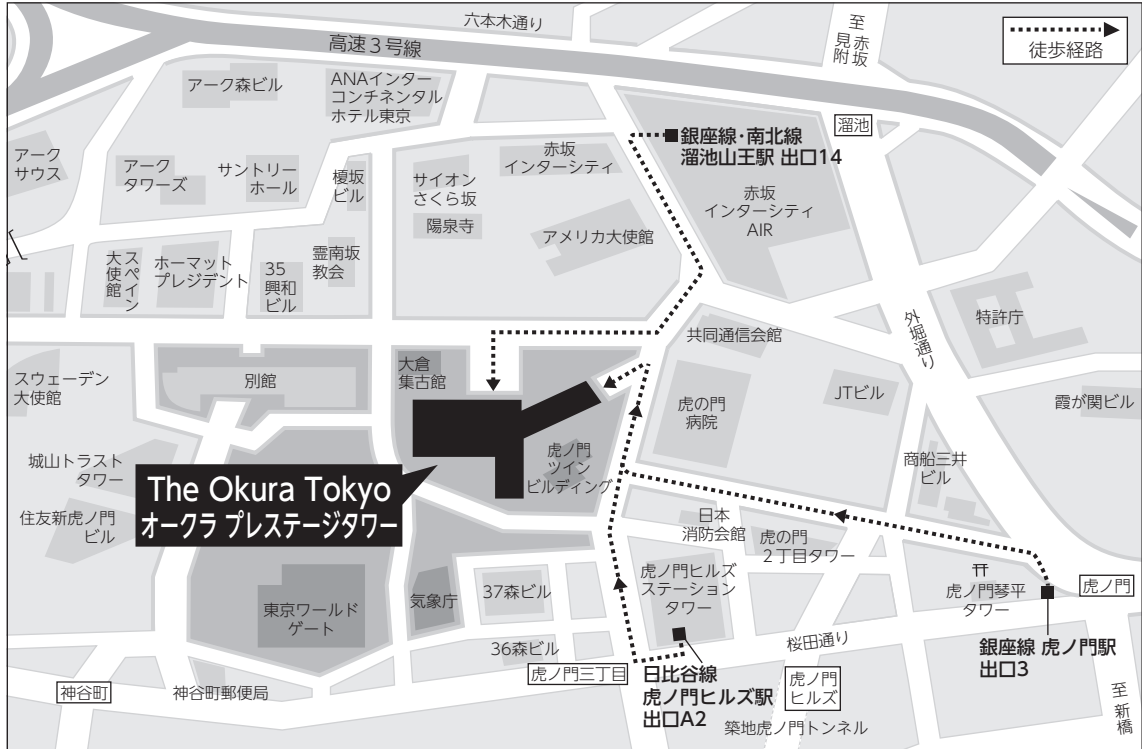 六本木通り
高速3号線
至 赤坂
見附
徒歩経路
アーク森ビル
ANAインター
コンチネンタル
ホテル東京
溜池
銀座線・南北線
溜池山王駅 出口14
アーク
サウス
アーク
タワーズ
サントリー
ホール
榎坂
ビル
サイオン
さくら坂
陽泉寺
赤坂
インターシティ
アメリカ大使館
赤坂
インターシティ
AIR
スペイン
大使館
ホーマット
プレジデント
35
興和
ビル
霊南坂
教会
外堀通り
特許庁
共同通信会館
スウェーデン
大使館
別館
大倉
集古館
虎の門
病院
JTビル
霞が関ビル
城山トラスト
タワー
虎ノ門
ツイン
ビルディング
商船三井
ビル
The Okura Tokyo
オークラ プレステージタワー
住友新虎ノ門
ビル
日本
消防会館
虎の門
2丁目タワー
東京ワールド
ゲート
気象庁
37森ビル
虎ノ門ヒルズ
ステーション
タワー
虎ノ門琴平
タワー
虎ノ門
36森ビル
桜田通り
銀座線 虎ノ門駅
出口3
神谷町
神谷町郵便局
虎ノ門三丁目
日比谷線
虎ノ門ヒルズ駅
出口A2
虎ノ門
ヒルズ
築地虎ノ門トンネル
至 新橋